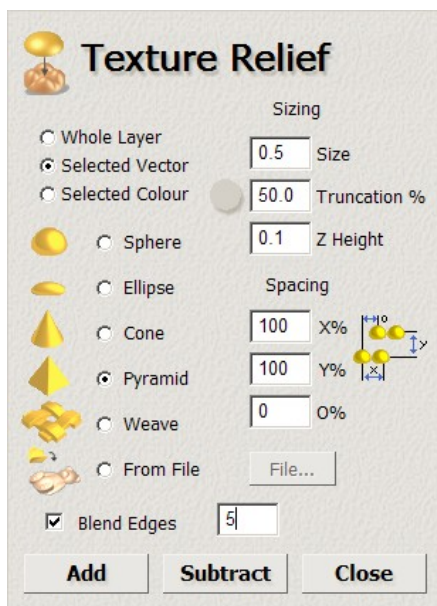 Texture Relief
Sizing
Whole Layer
Selected Vector
Selected Colour
0.5 Size
50.0 Truncation %
0.1 Z Height
Sphere
Ellipse
Cone
Pyramid
Weave
From File
Spacing
100 X%
100 Y%
0 O%
o
y
x
File...
Blend Edges 5
Add Subtract Close